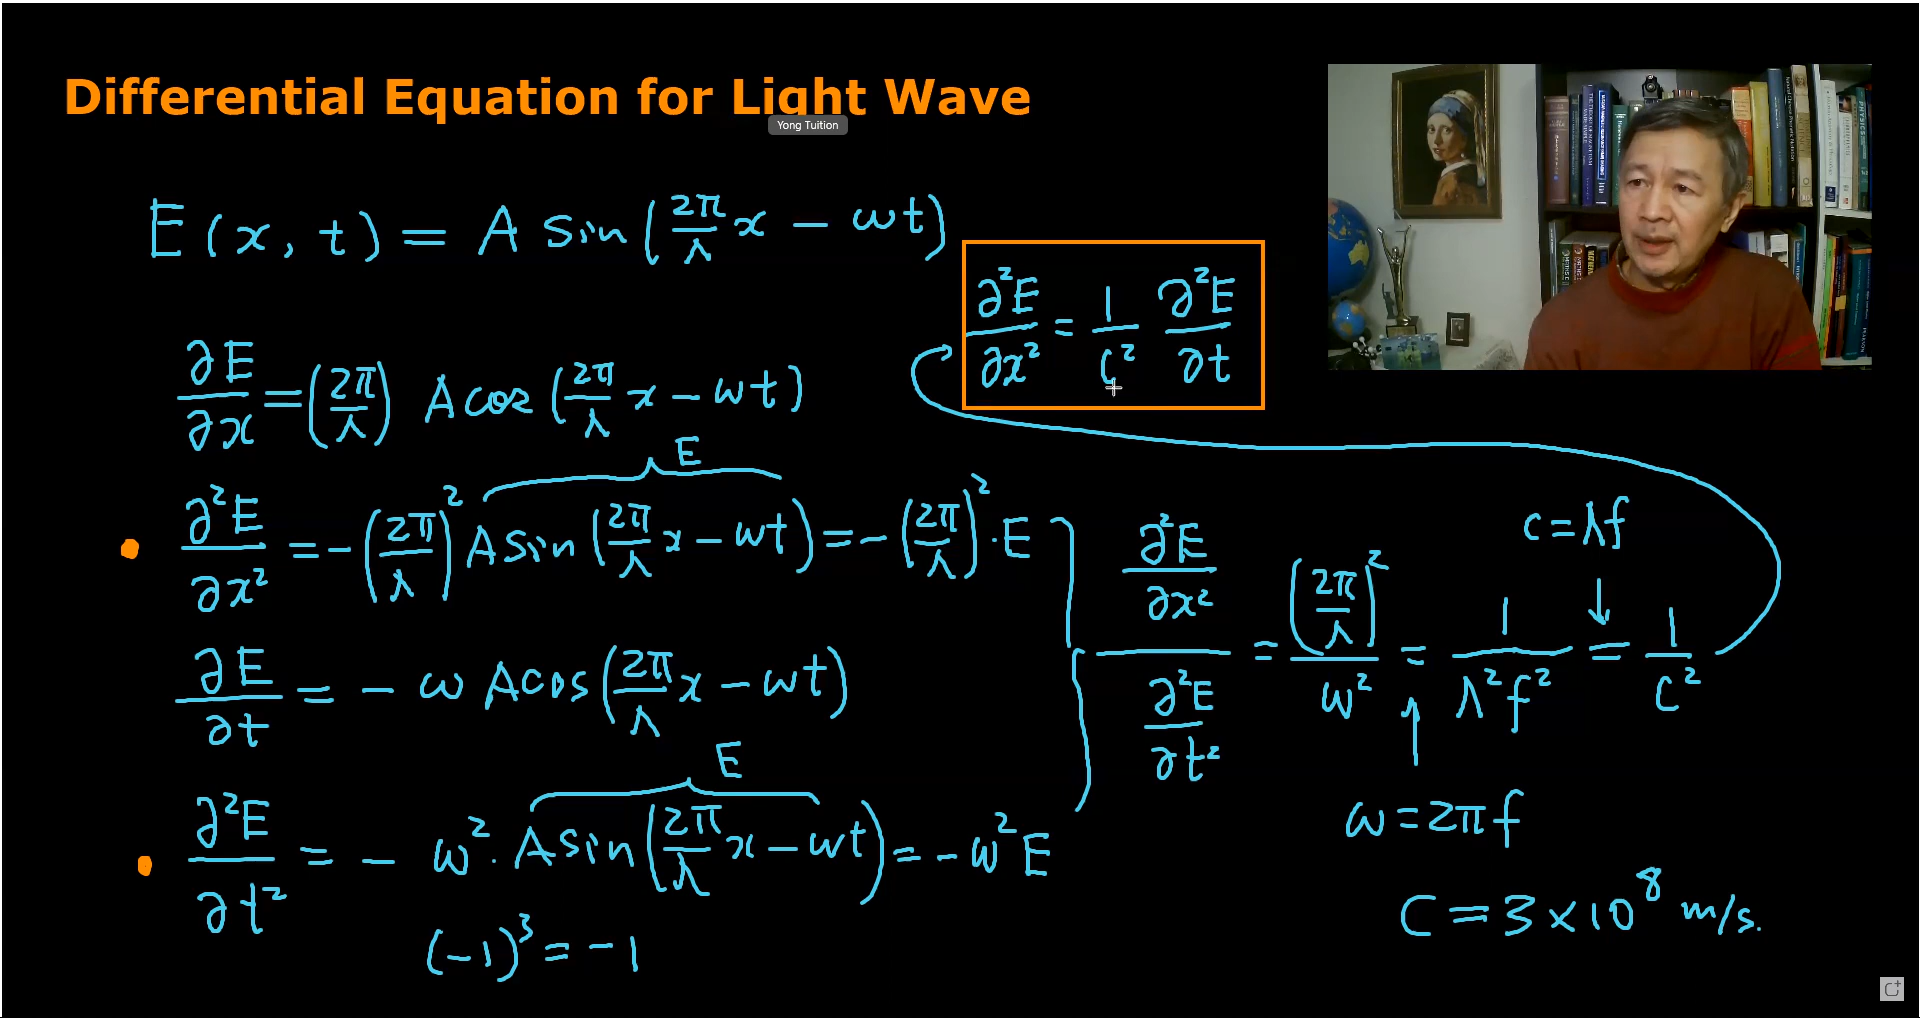 Differential Equation for Light Wave
Yong Tuition
E(x, t) = A Sin(2π/λ x − ωt)
∂²E/∂x² = 1/c² ∂²E/∂t
∂E/∂x = (2π/λ) A cos(2π/λ x − ωt)
E
∂²E/∂x² = −(2π/λ)² A sin(2π/λ x − ωt) = −(2π/λ)² · E
∂E/∂t = − ω A cos(2π/λ x − ωt)
E
∂²E/∂t² = − ω² · A sin(2π/λ x − ωt) = − ω² E
(−1)³ = −1
c = λf
∂²E/∂x² / ∂²E/∂t² = (2π/λ)²/ω² = 1/λ²f² = 1/c²
ω = 2πf
C = 3 × 10⁸ m/s.